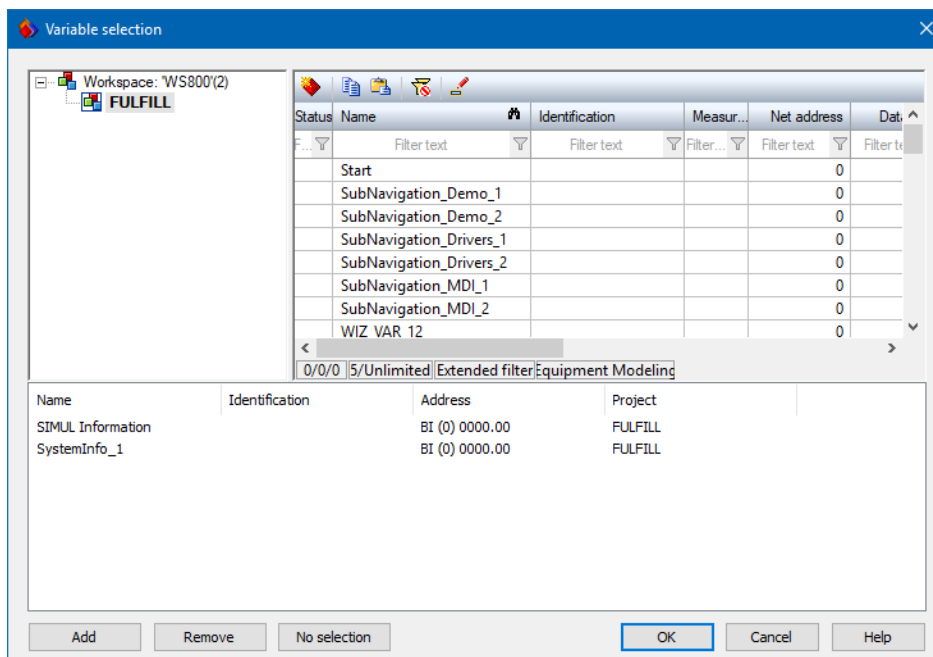 Variable selection
Workspace: 'WS800'(2)
FULFILL
Status Name Identification Measur... Net address Data
F... Filter text Filter text Filter... Filter text Filter te
Start 0
SubNavigation_Demo_1 0
SubNavigation_Demo_2 0
SubNavigation_Drivers_1 0
SubNavigation_Drivers_2 0
SubNavigation_MDI_1 0
SubNavigation_MDI_2 0
WIZ_VAR_12 0
0/0/0 5/Unlimited Extended filter Equipment Modeling
Name Identification Address Project
SIMUL Information BI (0) 0000.00 FULFILL
SystemInfo_1 BI (0) 0000.00 FULFILL
Add Remove No selection OK Cancel Help